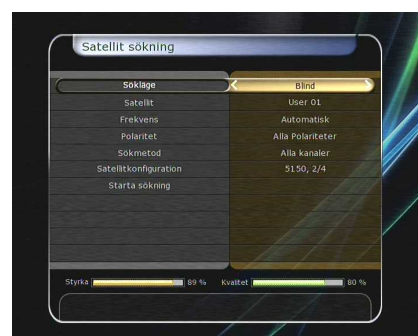 Satellit sökning
Sökläge Blind
Satellit User 01
Frekvens Automatisk
Polaritet Alla Polariteter
Sökmetod Alla kanaler
Satellitkonfiguration 5150, 2/4
Starta sökning
Styrka 89 % Kvalitet 80 %